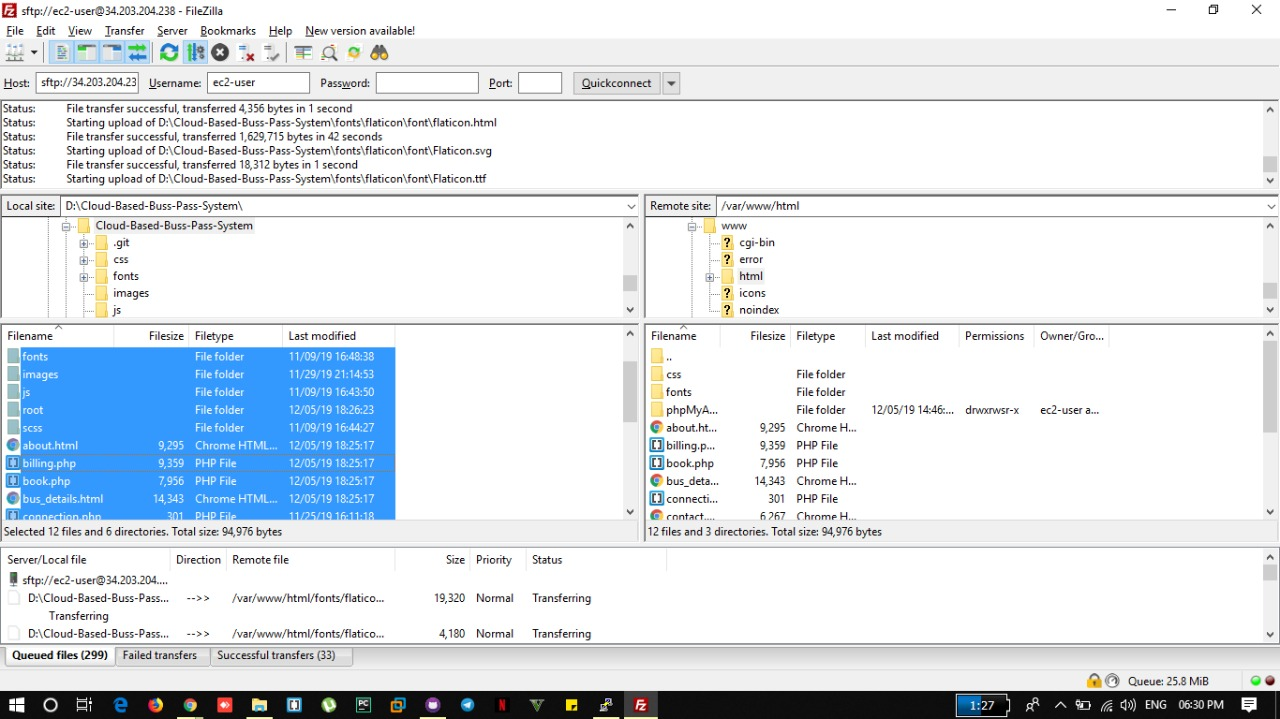 sftp://ec2-user@34.203.204.238 - FileZilla
File Edit View Transfer Server Bookmarks Help New version available!
Host: sftp://34.203.204.23 Username: ec2-user Password: Port: Quickconnect
Status: File transfer successful, transferred 4,356 bytes in 1 second
Status: Starting upload of D:\Cloud-Based-Buss-Pass-System\fonts\flaticon\font\flaticon.html
Status: File transfer successful, transferred 1,629,715 bytes in 42 seconds
Status: Starting upload of D:\Cloud-Based-Buss-Pass-System\fonts\flaticon\font\Flaticon.svg
Status: File transfer successful, transferred 18,312 bytes in 1 second
Status: Starting upload of D:\Cloud-Based-Buss-Pass-System\fonts\flaticon\font\Flaticon.ttf
Local site: D:\Cloud-Based-Buss-Pass-System\
Cloud-Based-Buss-Pass-System
.git
css
fonts
images
js
Remote site: /var/www/html
www
cgi-bin
error
html
icons
noindex
Filename Filesize Filetype Last modified
fonts File folder 11/09/19 16:48:38
images File folder 11/29/19 21:14:53
js File folder 11/09/19 16:43:50
root File folder 12/05/19 18:26:23
scss File folder 11/09/19 16:44:27
about.html 9,295 Chrome HTML... 12/05/19 18:25:17
billing.php 9,359 PHP File 12/05/19 18:25:17
book.php 7,956 PHP File 12/05/19 18:25:17
bus_details.html 14,343 Chrome HTML... 12/05/19 18:25:17
connection.php 301 PHP File 11/25/19 16:11:18
Selected 12 files and 6 directories. Total size: 94,976 bytes
Filename Filesize Filetype Last modified Permissions Owner/Gro...
..
css File folder
fonts File folder
phpMyA... File folder 12/05/19 14:46:... drwxrwsr-x ec2-user a...
about.ht... 9,295 Chrome H...
billing.p... 9,359 PHP File
book.php 7,956 PHP File
bus_deta... 14,343 Chrome H...
connecti... 301 PHP File
contact.... 6,267 Chrome H...
12 files and 3 directories. Total size: 94,976 bytes
Server/Local file Direction Remote file Size Priority Status
sftp://ec2-user@34.203.204....
D:\Cloud-Based-Buss-Pass... -->> /var/www/html/fonts/flatico... 19,320 Normal Transferring
Transferring
D:\Cloud-Based-Buss-Pass... -->> /var/www/html/fonts/flatico... 4,180 Normal Transferring
Queued files (299) Failed transfers Successful transfers (33)
Queue: 25.8 MiB
1:27 ENG 06:30 PM